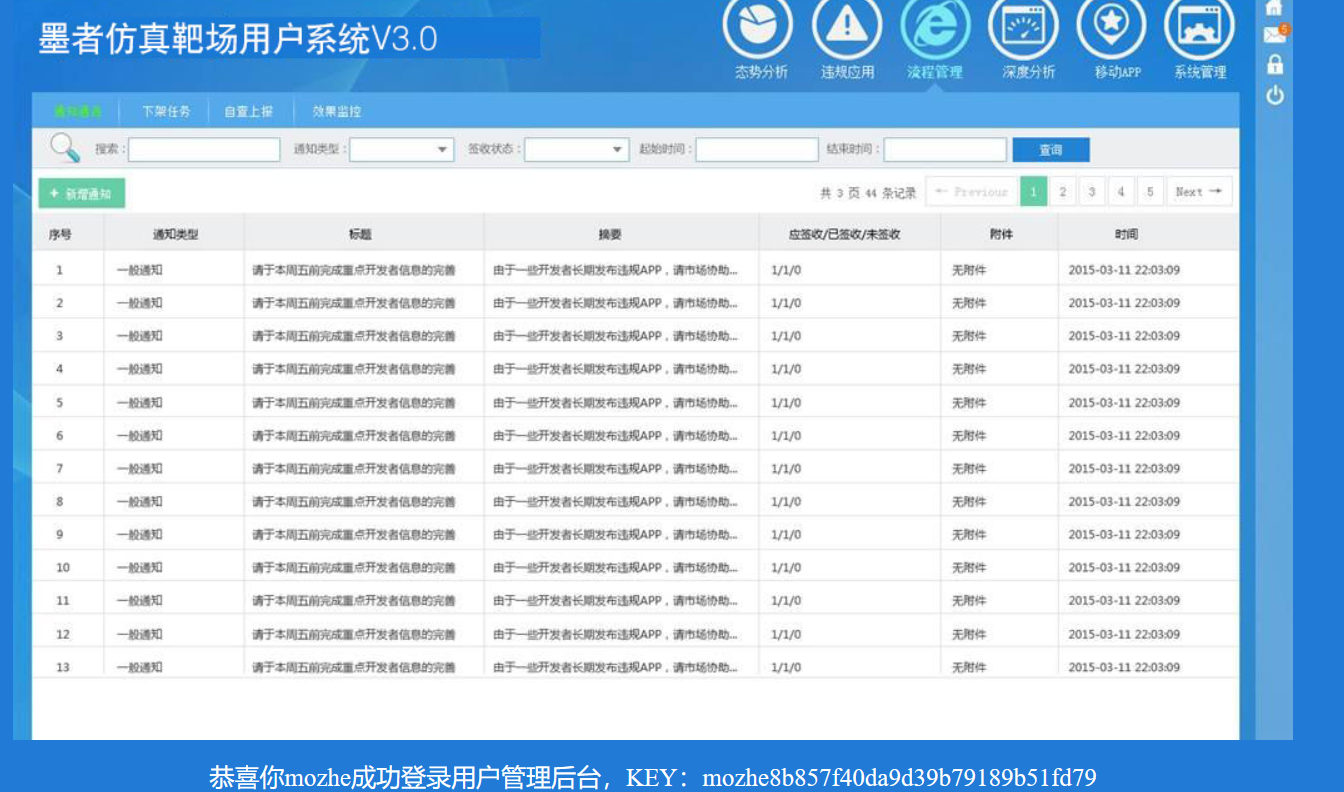 墨者仿真靶场用户系统V3.0
态势分析 违规应用 流程管理 深度分析 移动APP 系统管理
5
通知通告 下架任务 自查上报 效果监控
搜索: 通知类型: 签收状态: 起始时间: 结束时间: 查询
+ 新增通知 共 3 页 44 条记录 ← Previous 1 2 3 4 5 Next →
序号 通知类型 标题 摘要 应签收/已签收/未签收 附件 时间
1 一般通知 请于本周五前完成重点开发者信息的完善 由于一些开发者长期发布违规APP，请市场协助... 1/1/0 无附件 2015-03-11 22:03:09
2 一般通知 请于本周五前完成重点开发者信息的完善 由于一些开发者长期发布违规APP，请市场协助... 1/1/0 无附件 2015-03-11 22:03:09
3 一般通知 请于本周五前完成重点开发者信息的完善 由于一些开发者长期发布违规APP，请市场协助... 1/1/0 无附件 2015-03-11 22:03:09
4 一般通知 请于本周五前完成重点开发者信息的完善 由于一些开发者长期发布违规APP，请市场协助... 1/1/0 无附件 2015-03-11 22:03:09
5 一般通知 请于本周五前完成重点开发者信息的完善 由于一些开发者长期发布违规APP，请市场协助... 1/1/0 无附件 2015-03-11 22:03:09
6 一般通知 请于本周五前完成重点开发者信息的完善 由于一些开发者长期发布违规APP，请市场协助... 1/1/0 无附件 2015-03-11 22:03:09
7 一般通知 请于本周五前完成重点开发者信息的完善 由于一些开发者长期发布违规APP，请市场协助... 1/1/0 无附件 2015-03-11 22:03:09
8 一般通知 请于本周五前完成重点开发者信息的完善 由于一些开发者长期发布违规APP，请市场协助... 1/1/0 无附件 2015-03-11 22:03:09
9 一般通知 请于本周五前完成重点开发者信息的完善 由于一些开发者长期发布违规APP，请市场协助... 1/1/0 无附件 2015-03-11 22:03:09
10 一般通知 请于本周五前完成重点开发者信息的完善 由于一些开发者长期发布违规APP，请市场协助... 1/1/0 无附件 2015-03-11 22:03:09
11 一般通知 请于本周五前完成重点开发者信息的完善 由于一些开发者长期发布违规APP，请市场协助... 1/1/0 无附件 2015-03-11 22:03:09
12 一般通知 请于本周五前完成重点开发者信息的完善 由于一些开发者长期发布违规APP，请市场协助... 1/1/0 无附件 2015-03-11 22:03:09
13 一般通知 请于本周五前完成重点开发者信息的完善 由于一些开发者长期发布违规APP，请市场协助... 1/1/0 无附件 2015-03-11 22:03:09
恭喜你mozhe成功登录用户管理后台，KEY：mozhe8b857f40da9d39b79189b51fd79